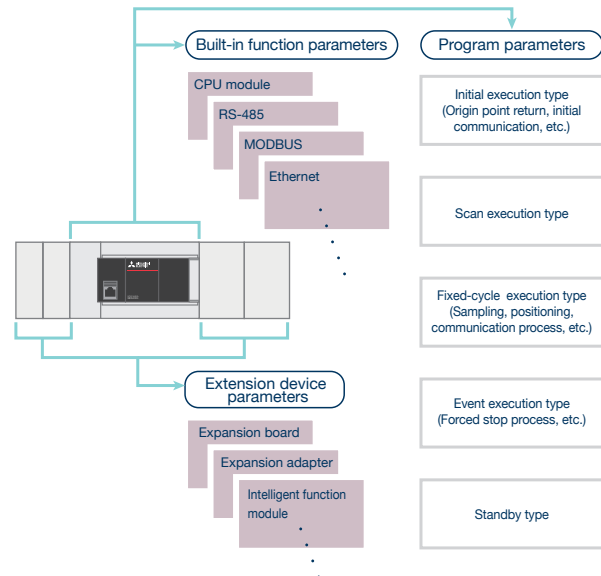 Built-in function parameters
CPU module
RS-485
MODBUS
Ethernet
Extension device
parameters
Expansion board
Expansion adapter
Intelligent function
module
Program parameters
Initial execution type
(Origin point return, initial
communication, etc.)
Scan execution type
Fixed-cycle execution type
(Sampling, positioning,
communication process, etc.)
Event execution type
(Forced stop process, etc.)
Standby type